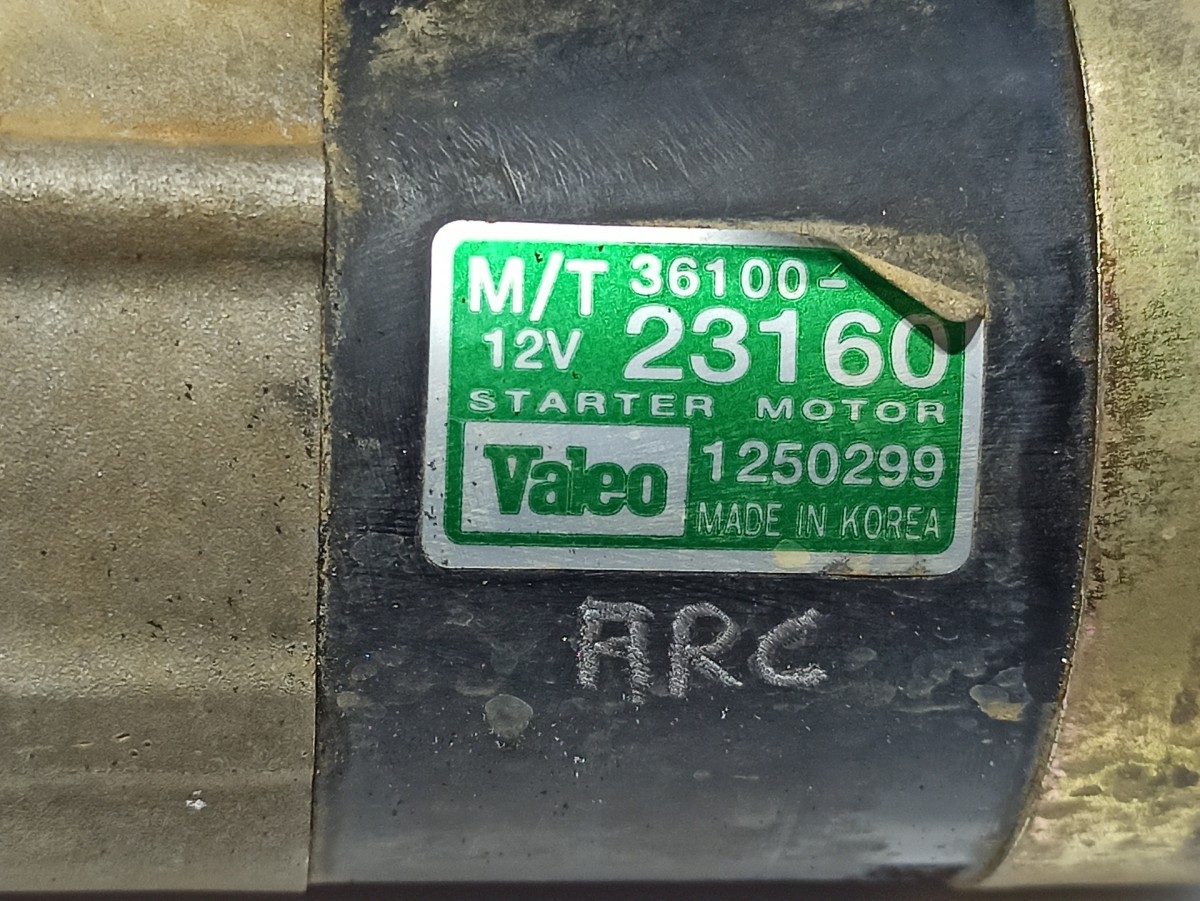 M/T 36100-
12V 23160
STARTER MOTOR
Valeo 1250299
MADE IN KOREA
ARC